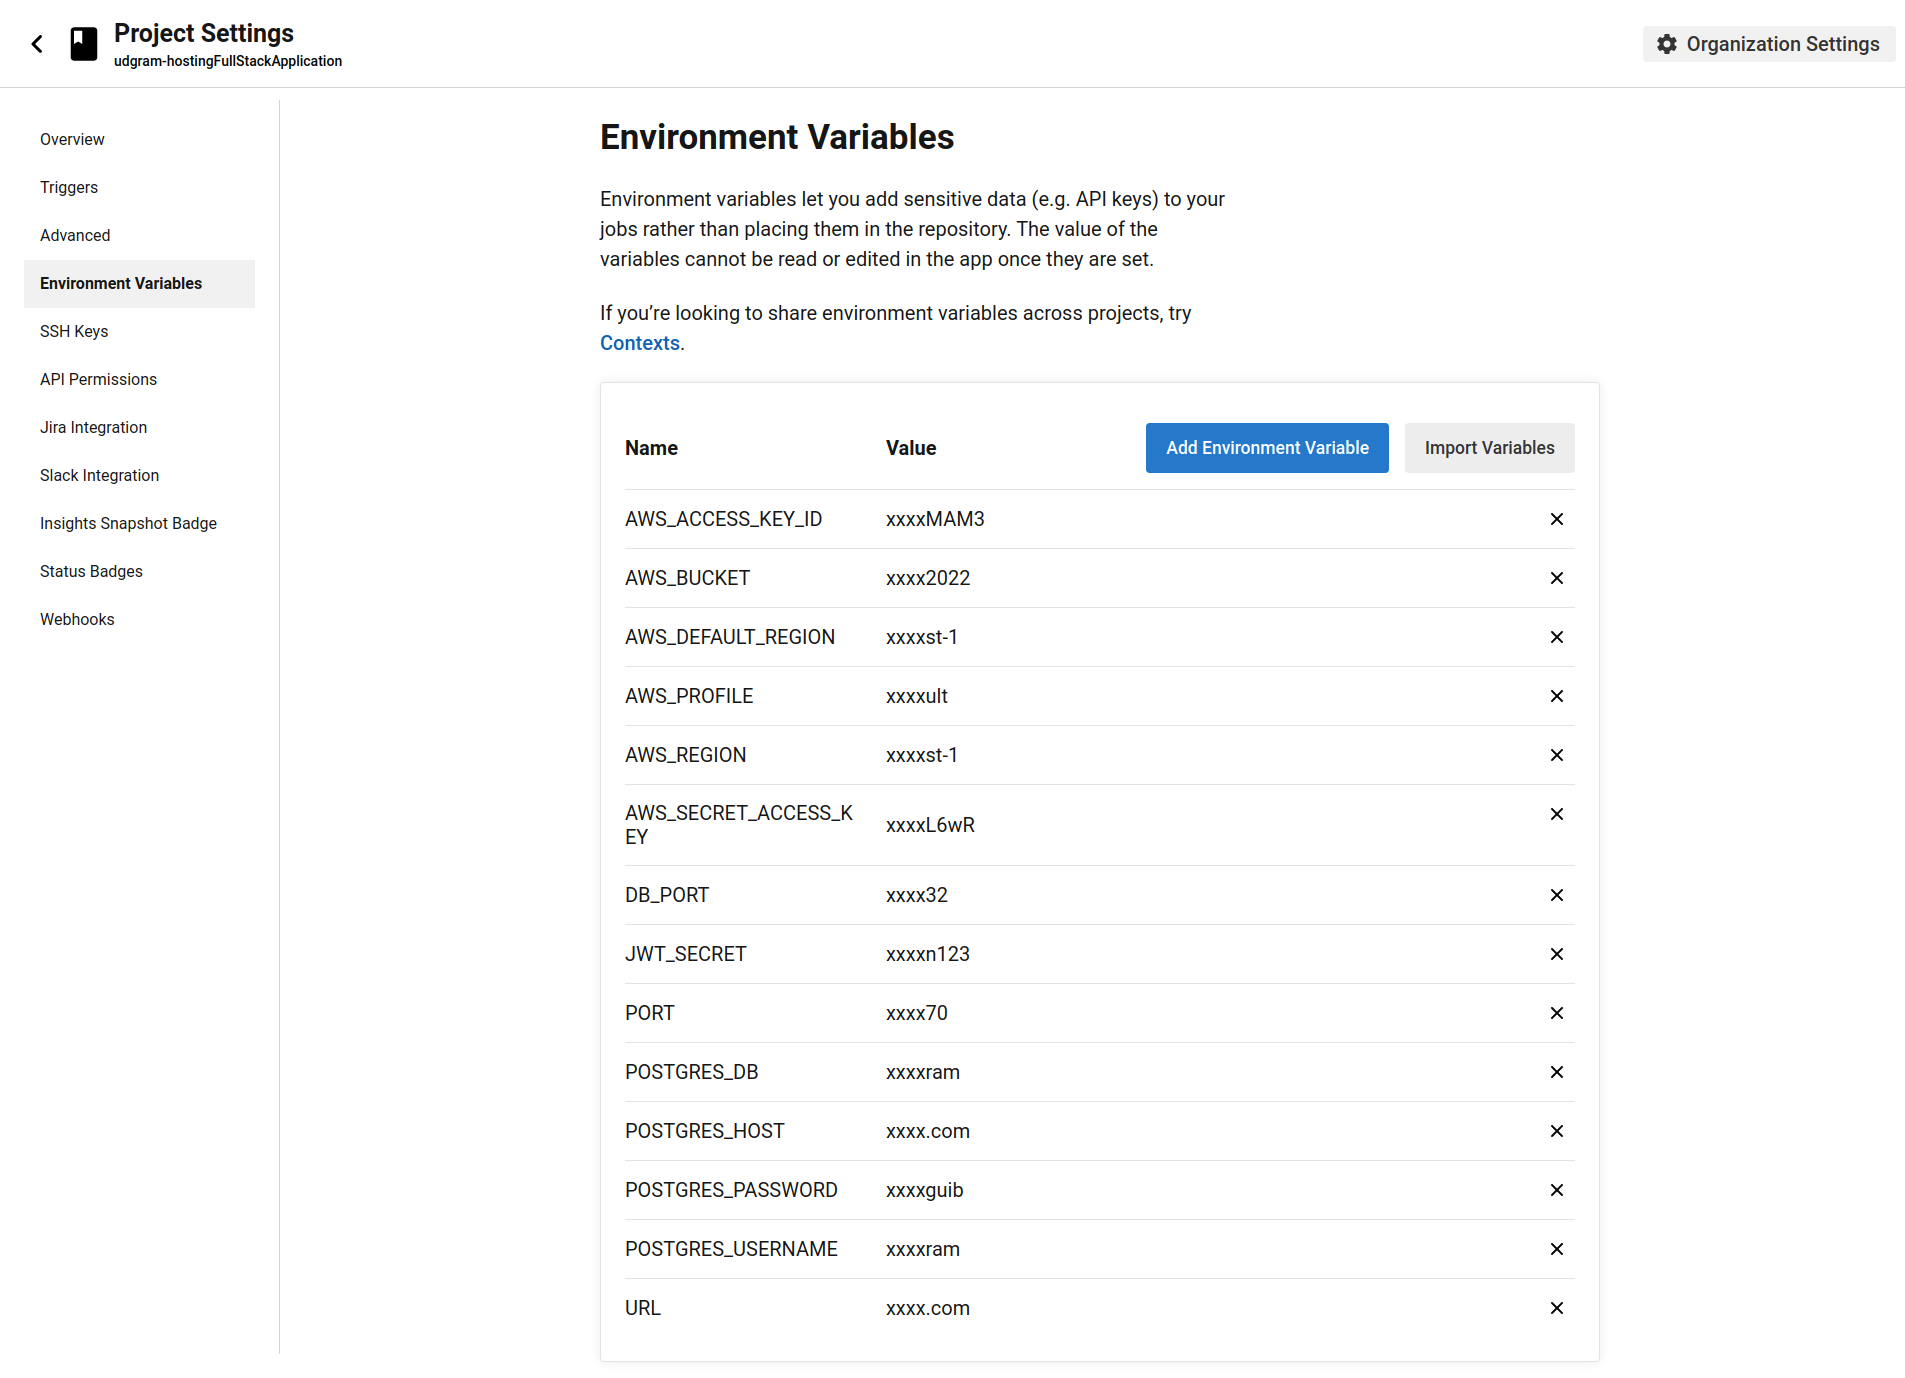 Project Settings
udgram-hostingFullStackApplication
Organization Settings
Overview
Triggers
Advanced
Environment Variables
SSH Keys
API Permissions
Jira Integration
Slack Integration
Insights Snapshot Badge
Status Badges
Webhooks
Environment Variables
Environment variables let you add sensitive data (e.g. API keys) to your
jobs rather than placing them in the repository. The value of the
variables cannot be read or edited in the app once they are set.
If you’re looking to share environment variables across projects, try
Contexts.
Name Value Add Environment Variable Import Variables
AWS_ACCESS_KEY_ID xxxxMAM3
AWS_BUCKET xxxx2022
AWS_DEFAULT_REGION xxxxst-1
AWS_PROFILE xxxxult
AWS_REGION xxxxst-1
AWS_SECRET_ACCESS_K
EY xxxxL6wR
DB_PORT xxxx32
JWT_SECRET xxxxn123
PORT xxxx70
POSTGRES_DB xxxxram
POSTGRES_HOST xxxx.com
POSTGRES_PASSWORD xxxxguib
POSTGRES_USERNAME xxxxram
URL xxxx.com